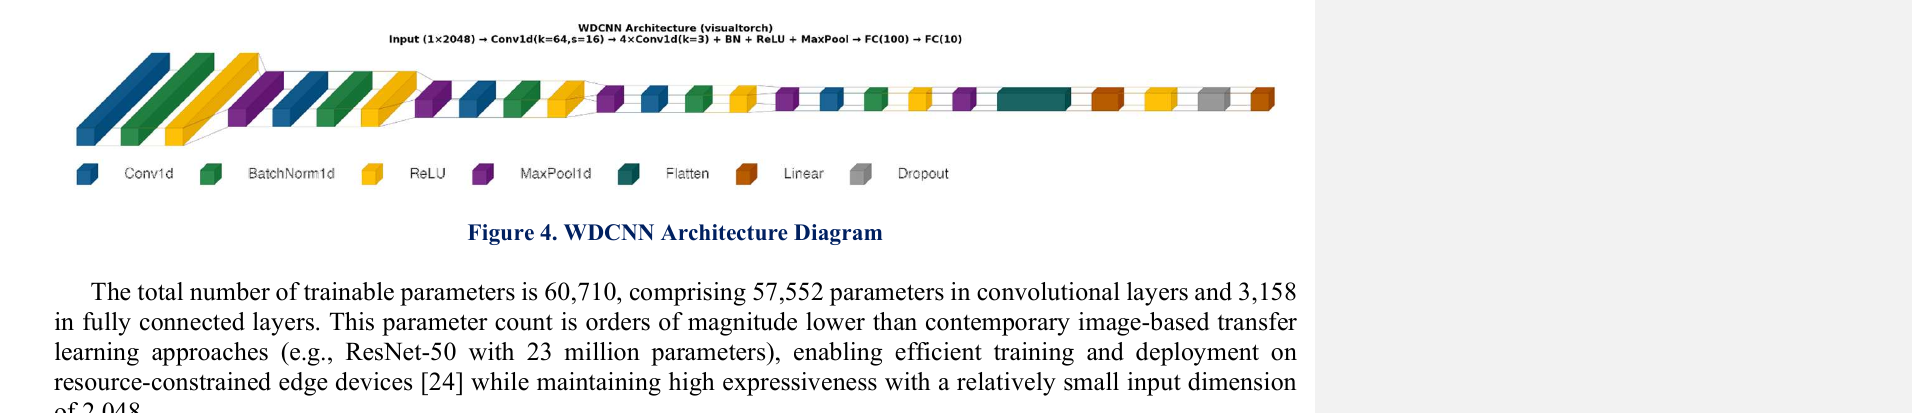 WDCNN Architecture (visualtorch)
Input (1×2048) → Conv1d(k=64,s=16) → 4×Conv1d(k=3) + BN + ReLU + MaxPool → FC(100) → FC(10)
Conv1d BatchNorm1d ReLU MaxPool1d Flatten Linear Dropout
Figure 4. WDCNN Architecture Diagram
The total number of trainable parameters is 60,710, comprising 57,552 parameters in convolutional layers and 3,158
in fully connected layers. This parameter count is orders of magnitude lower than contemporary image-based transfer
learning approaches (e.g., ResNet-50 with 23 million parameters), enabling efficient training and deployment on
resource-constrained edge devices [24] while maintaining high expressiveness with a relatively small input dimension
of 2,048.